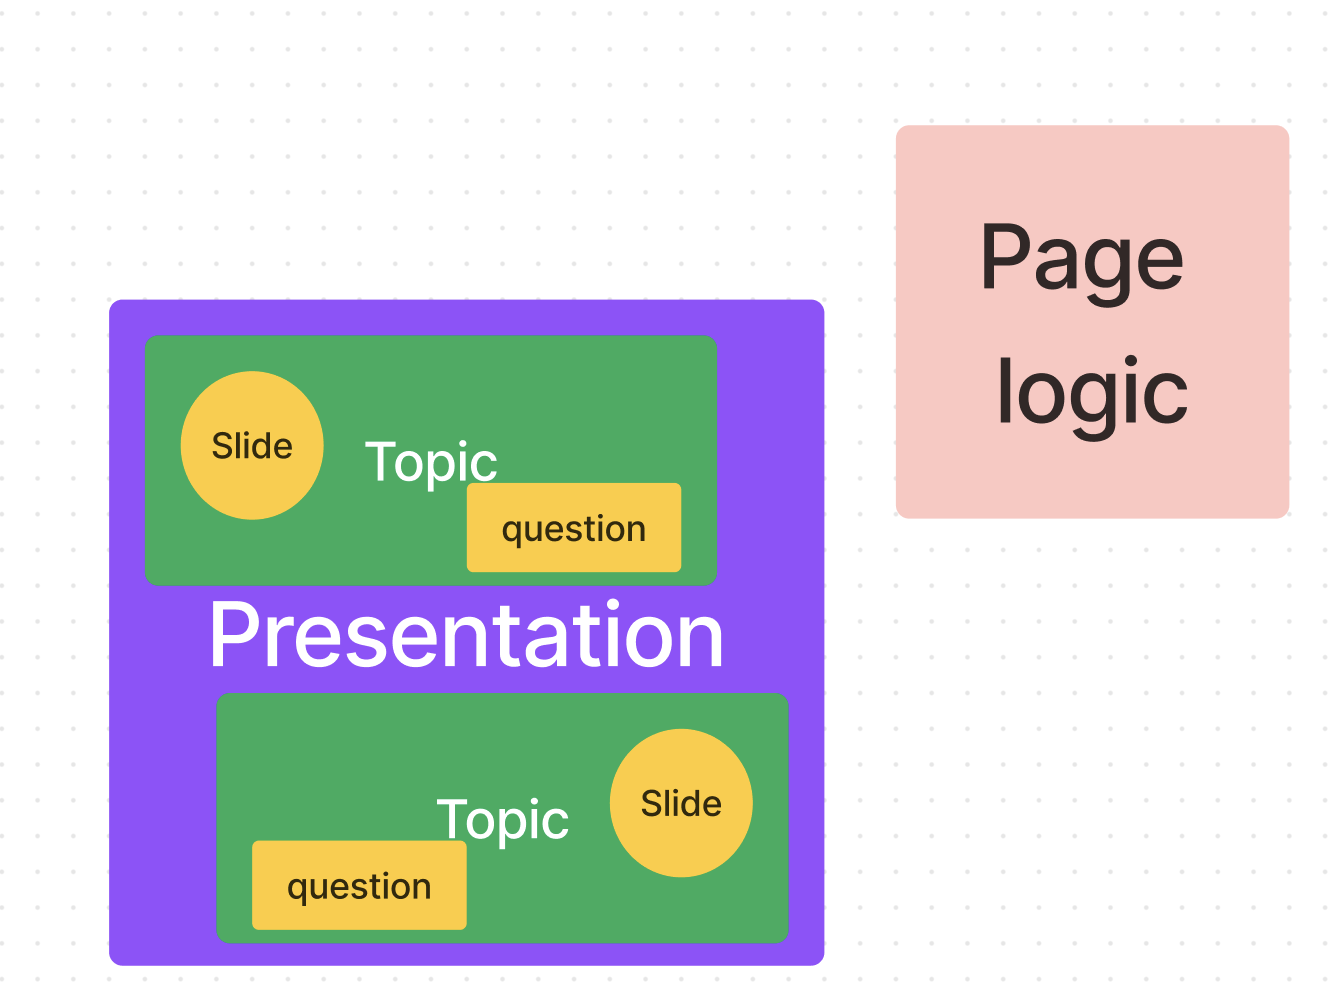 Page
logic
Slide
Topic
question
Presentation
Slide
Topic
question